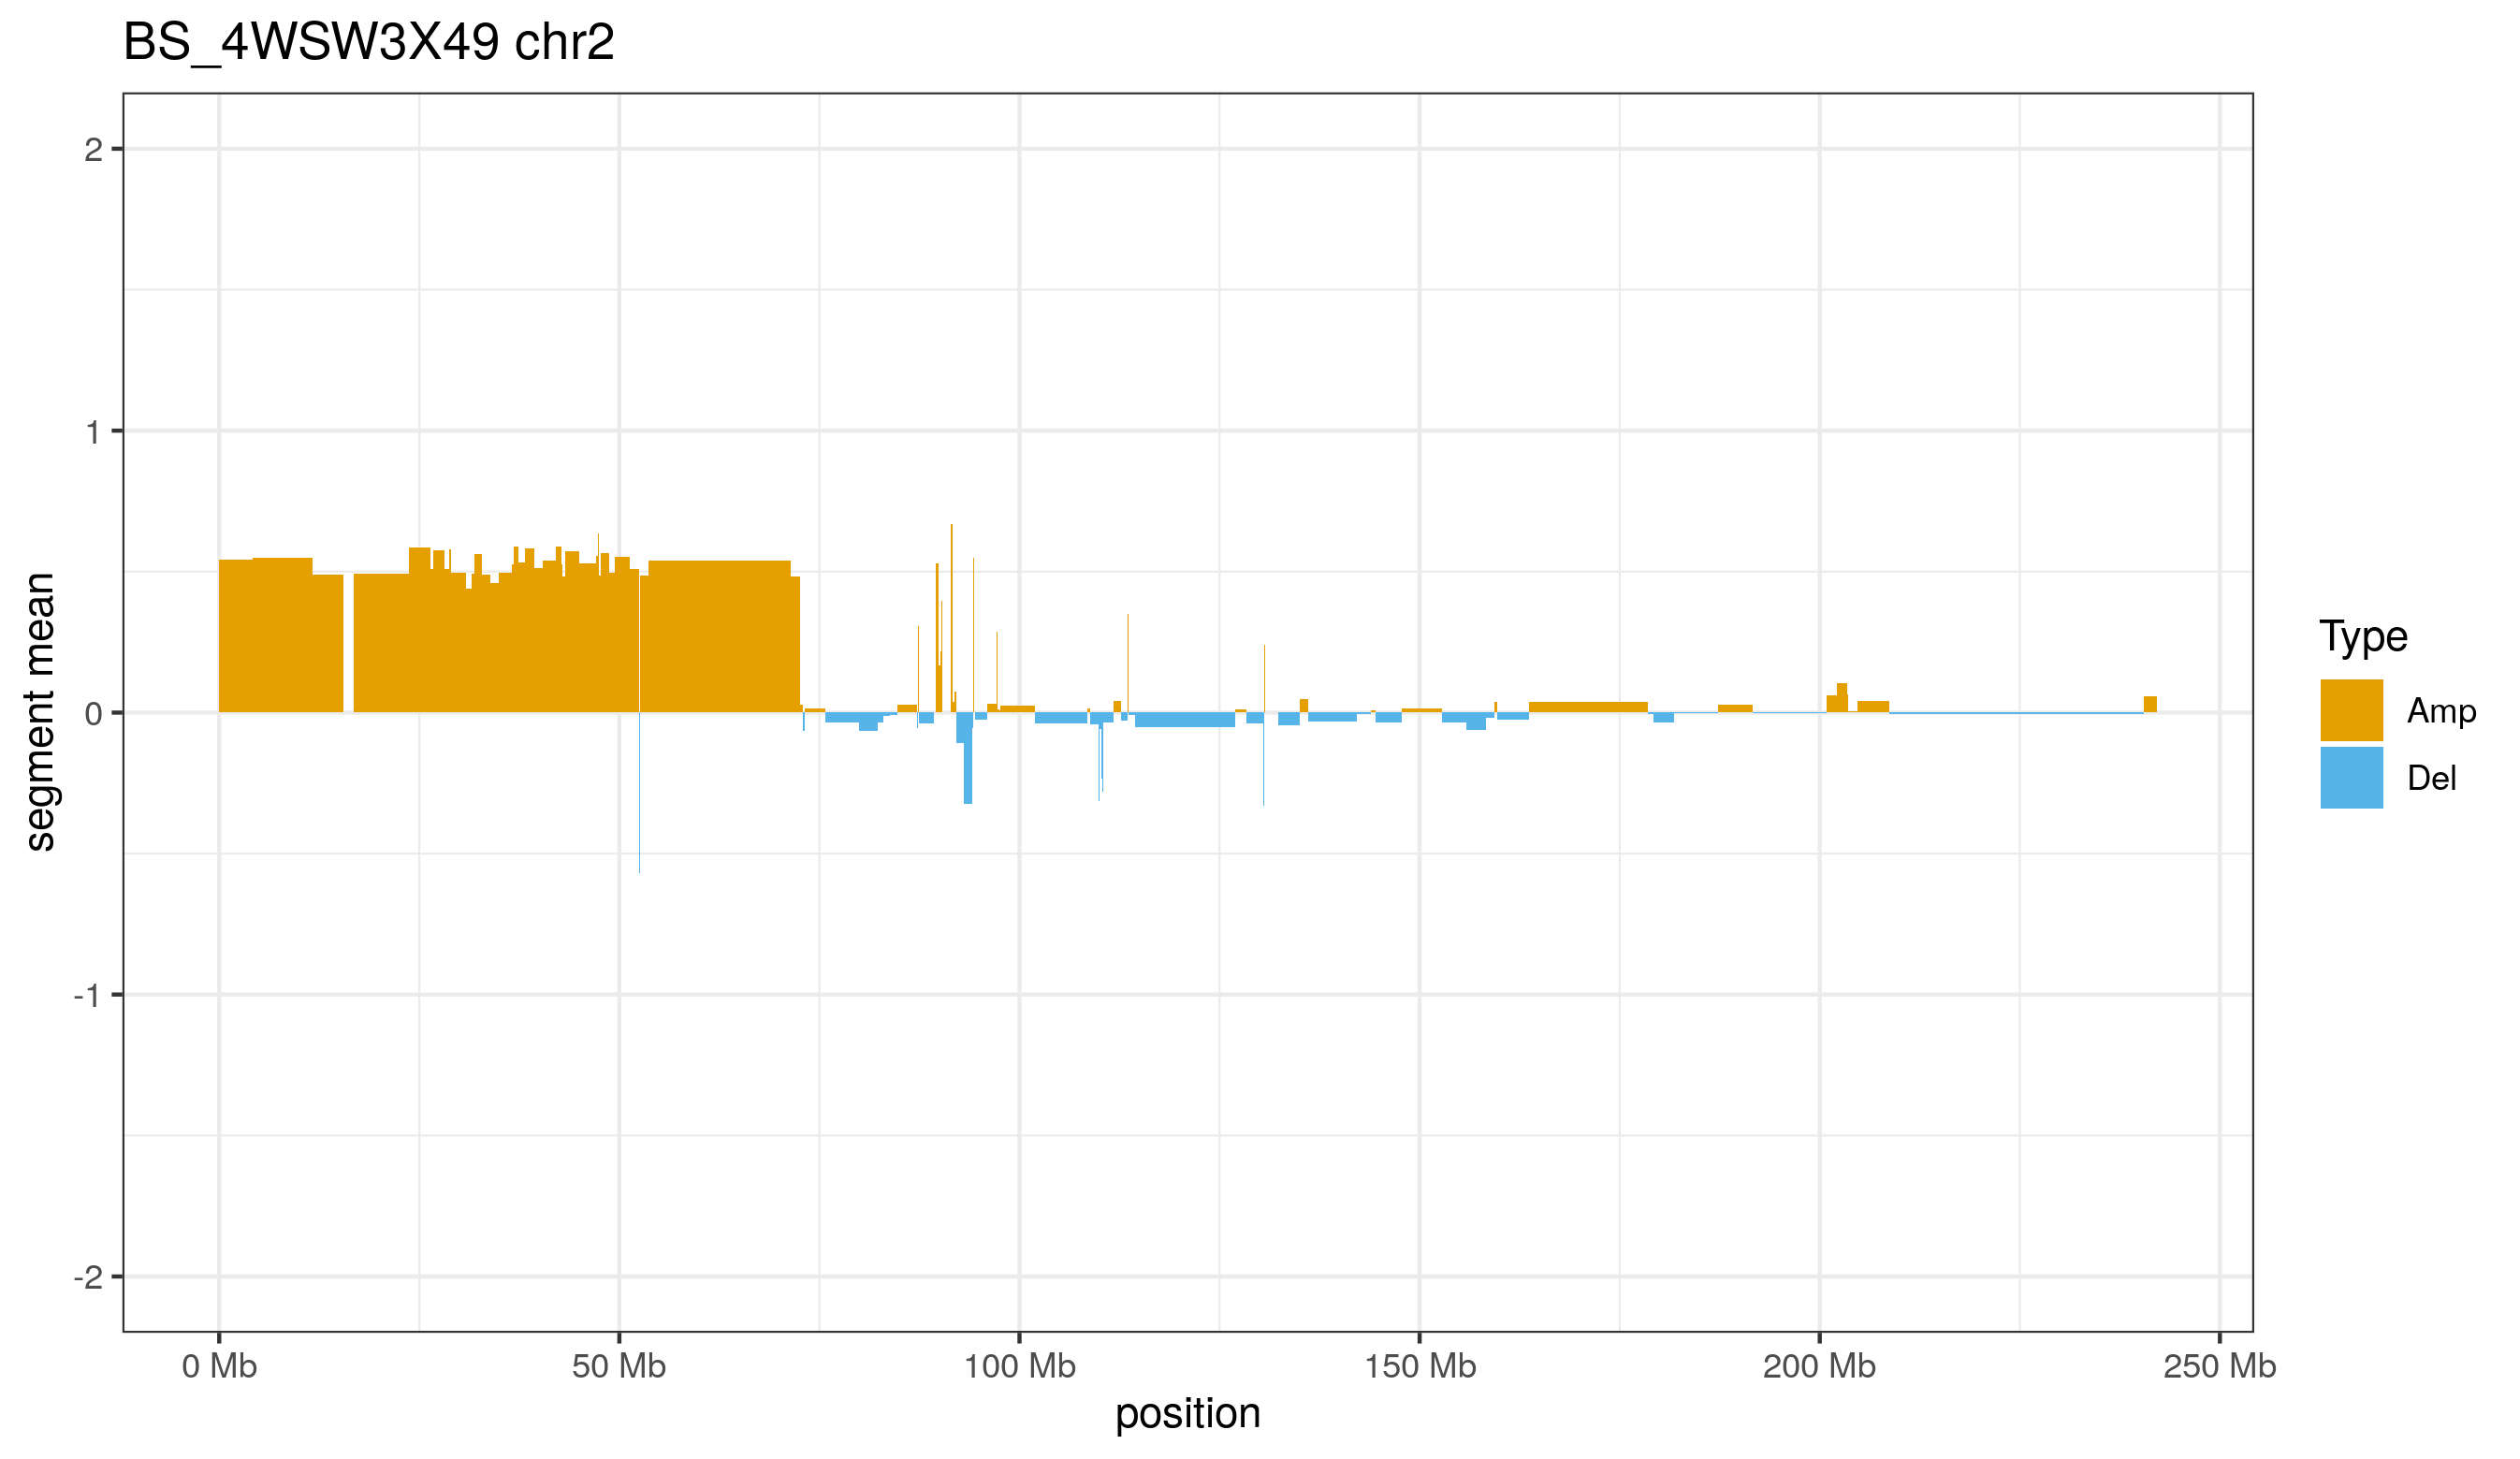 BS_4WSW3X49 chr2
2
1
0
-1
-2
segment mean
0 Mb
50 Mb
100 Mb
150 Mb
200 Mb
250 Mb
position
Type
Amp
Del